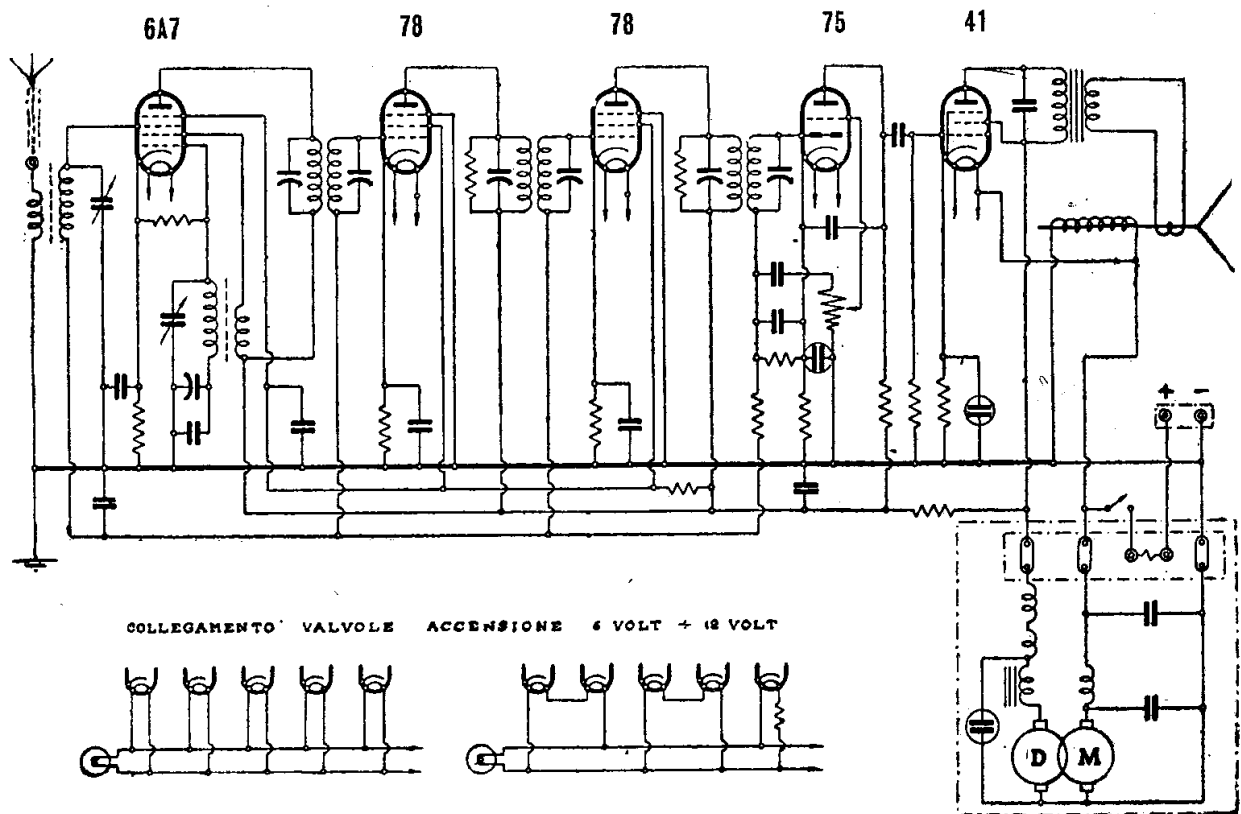 6A7
78
78
75
41
+ -
COLLEGAMENTO VALVOLE ACCENSIONE 6 VOLT ÷ 12 VOLT
D M